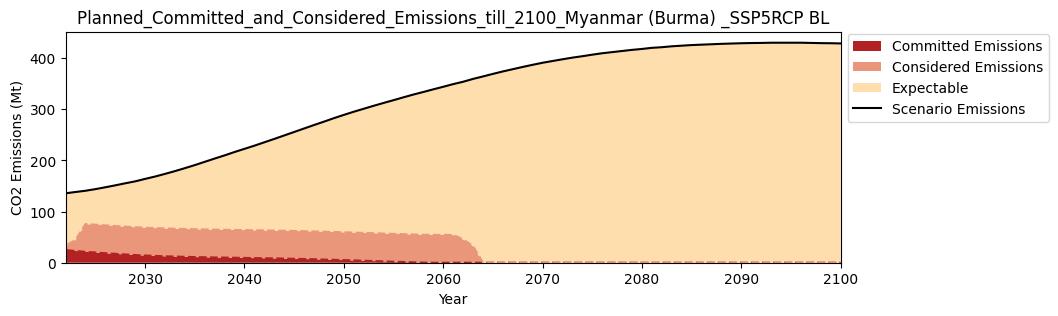 Planned_Committed_and_Considered_Emissions_till_2100_Myanmar (Burma) _SSP5RCP BL
CO2 Emissions (Mt)
400
300
200
100
0
2030 2040 2050 2060 2070 2080 2090 2100
Year
Committed Emissions
Considered Emissions
Expectable
Scenario Emissions